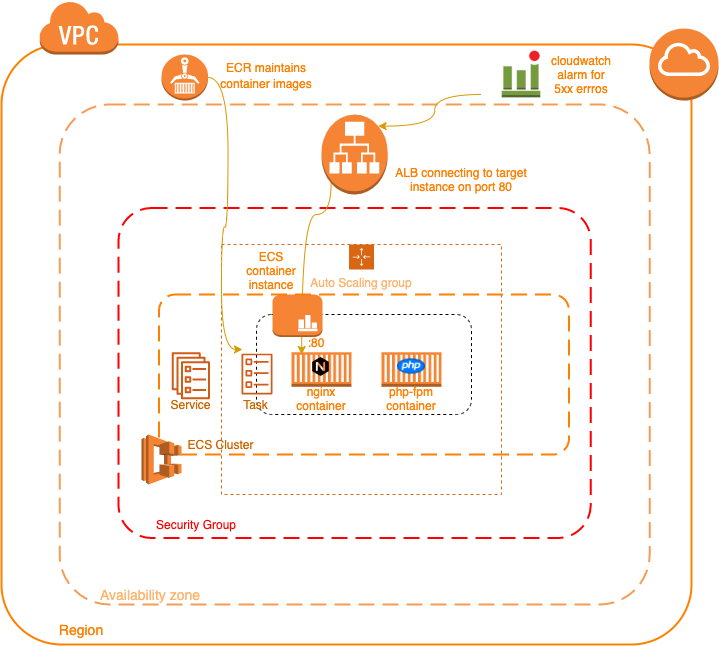 VPC
ECR maintains
container images
cloudwatch
alarm for
5xx errros
ALB connecting to target
instance on port 80
ECS
container
instance
Auto Scaling group
:80
Service
Task
nginx
container
php
php-fpm
container
ECS Cluster
Security Group
Availability zone
Region